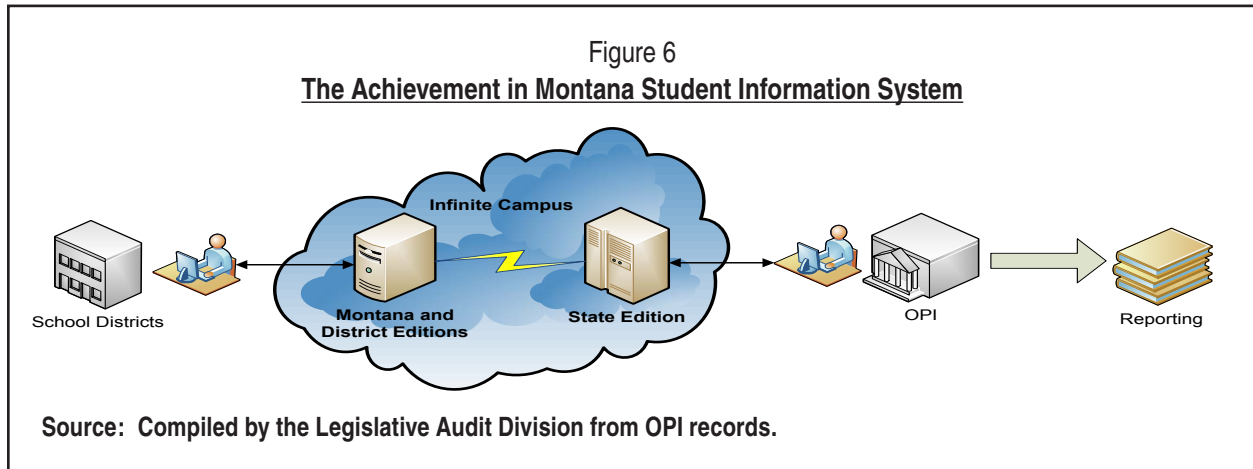 Figure 6
The Achievement in Montana Student Information System
Infinite Campus
School Districts
Montana and
District Editions
State Edition
OPI
Reporting
Source: Compiled by the Legislative Audit Division from OPI records.